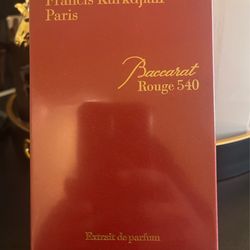 Francis Kurkdjian
Paris
Baccarat
Rouge 540
Extrait de parfum